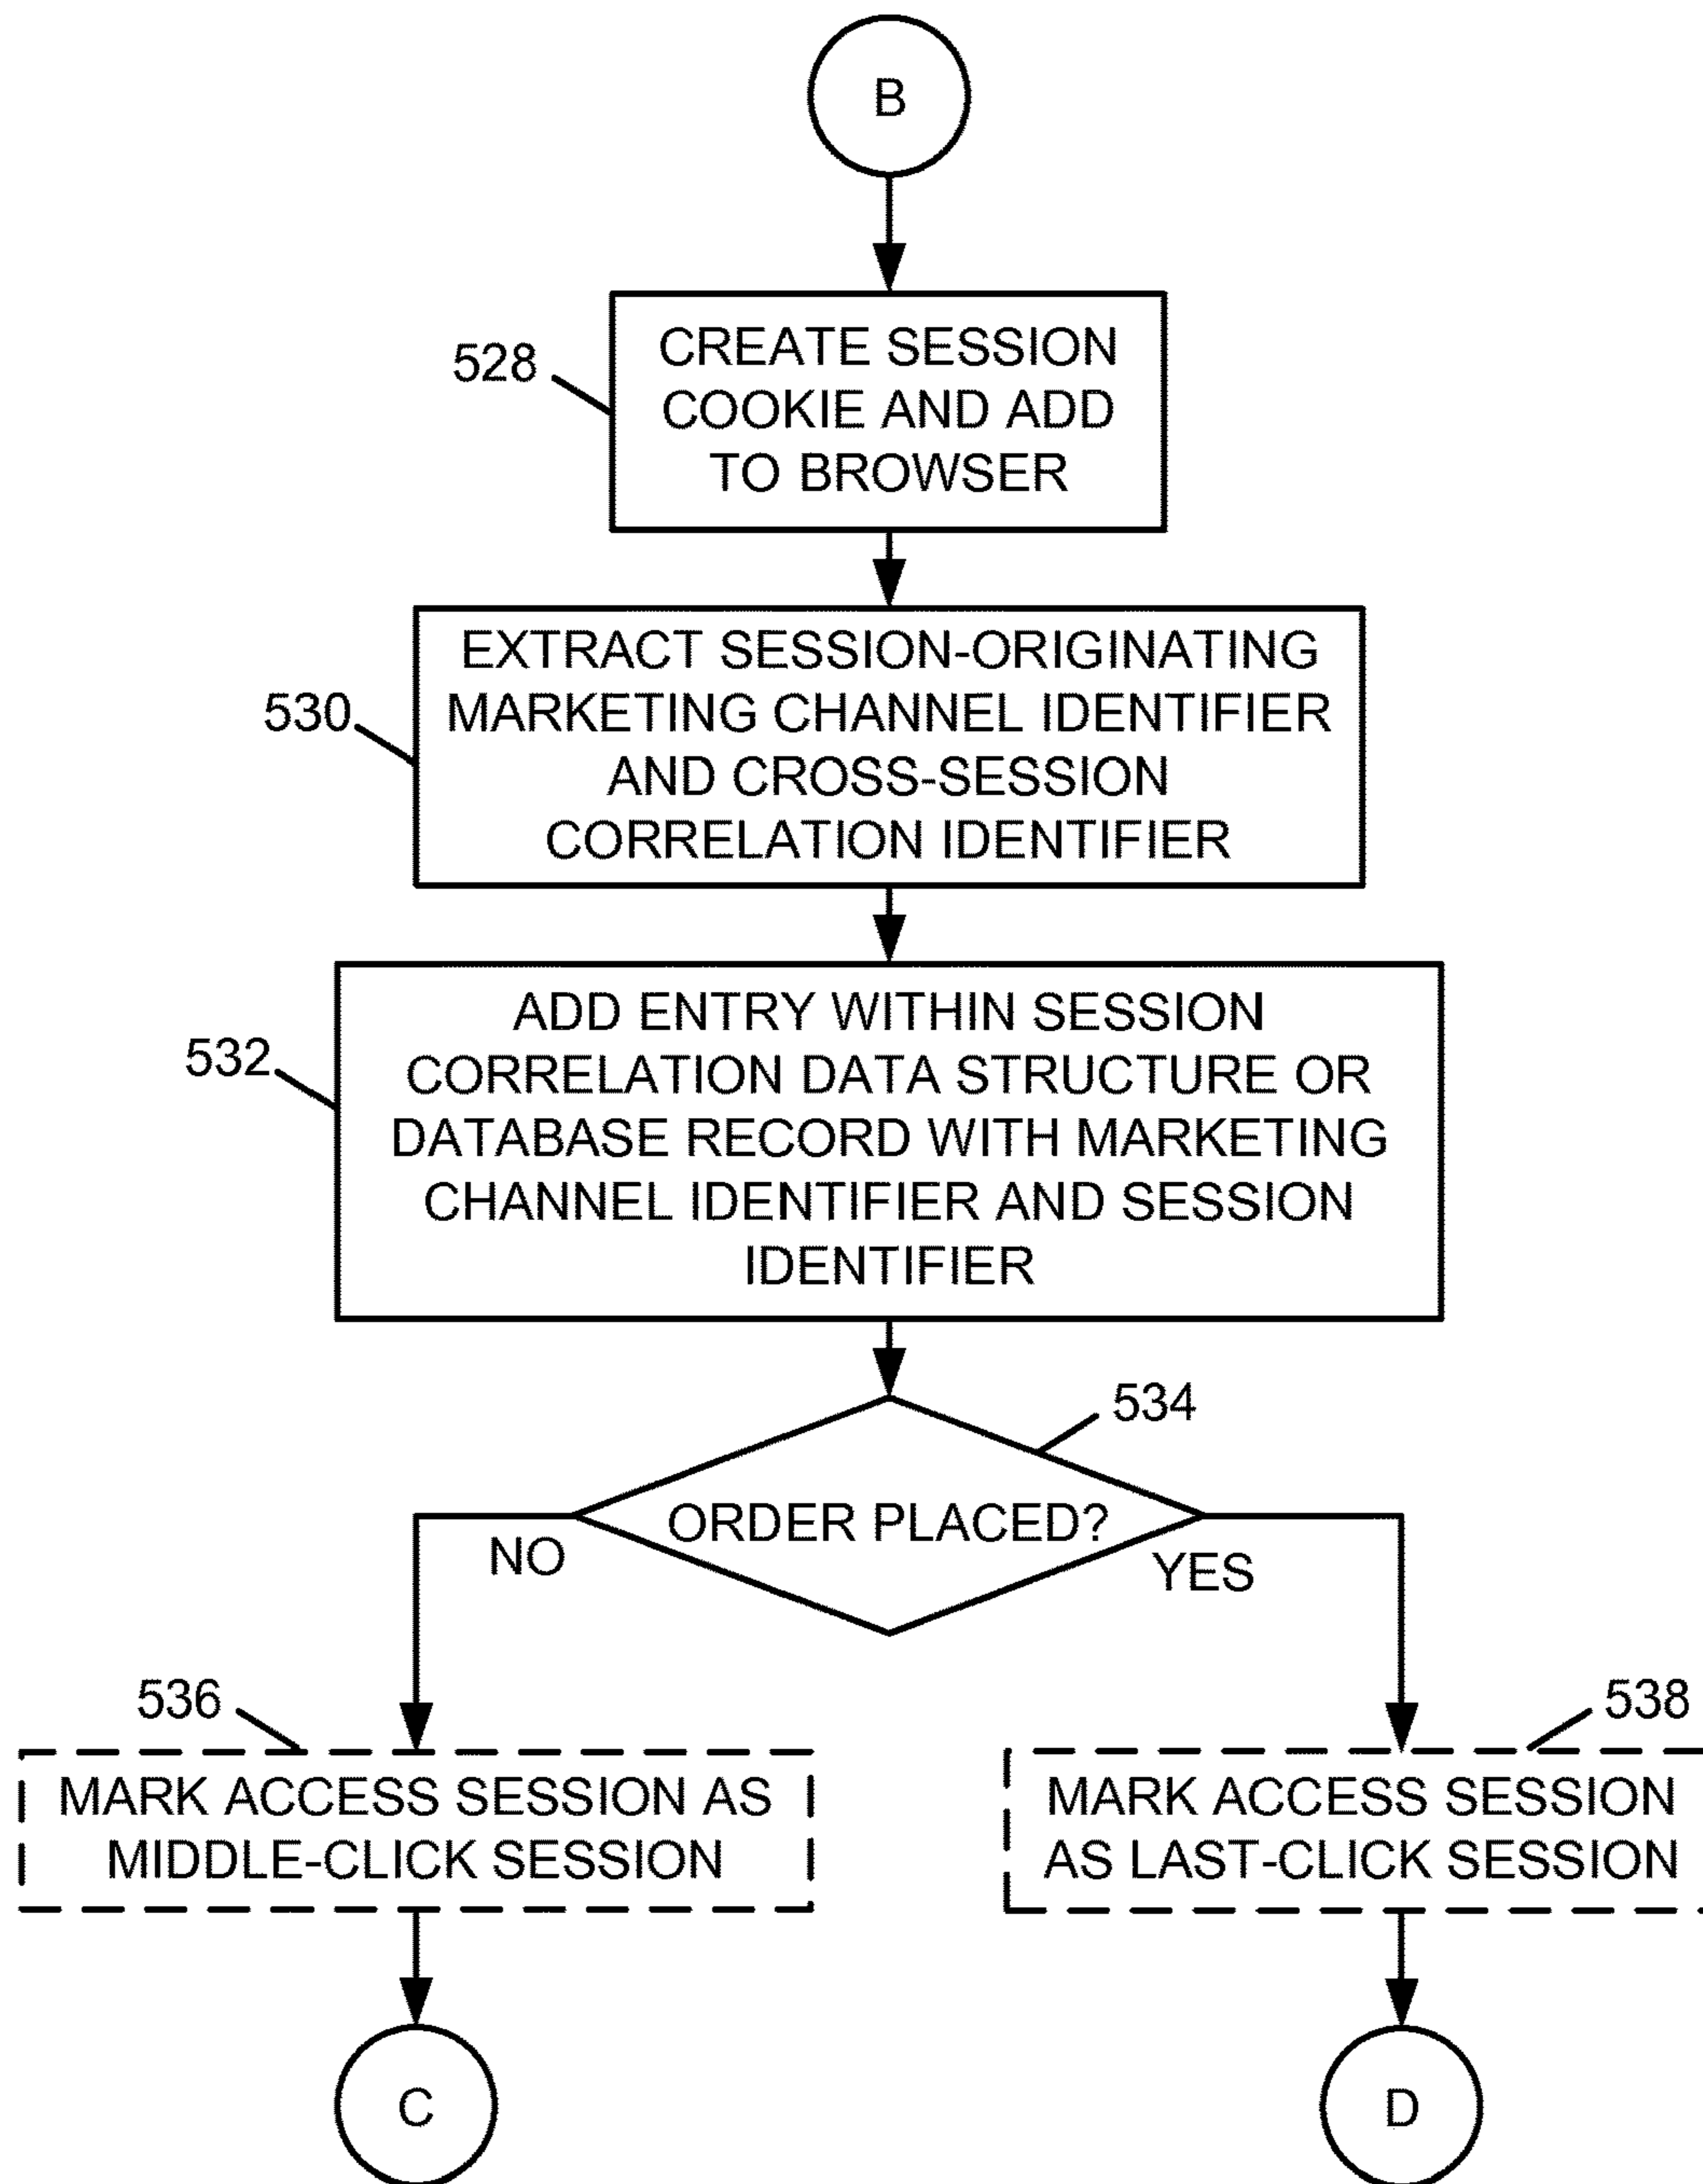 B
528
CREATE SESSION
COOKIE AND ADD
TO BROWSER
530
EXTRACT SESSION-ORIGINATING
MARKETING CHANNEL IDENTIFIER
AND CROSS-SESSION
CORRELATION IDENTIFIER
532
ADD ENTRY WITHIN SESSION
CORRELATION DATA STRUCTURE OR
DATABASE RECORD WITH MARKETING
CHANNEL IDENTIFIER AND SESSION
IDENTIFIER
534
ORDER PLACED?
NO
YES
536
MARK ACCESS SESSION AS
MIDDLE-CLICK SESSION
538
MARK ACCESS SESSION
AS LAST-CLICK SESSION
C
D